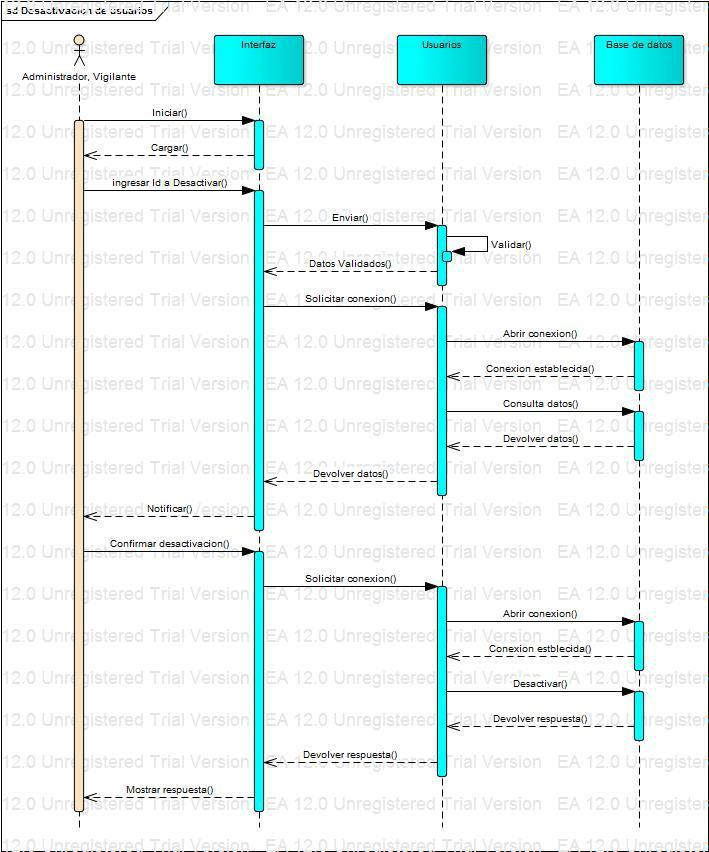 sd Desactivacion de usuarios
Interfaz
Usuarios
Base de datos
Administrador, Vigilante
Iniciar()
Cargar()
ingresar Id a Desactivar()
Enviar()
Validar()
Datos Validados()
Solicitar conexion()
Abrir conexion()
Conexion establecida()
Consulta datos()
Devolver datos()
Devolver datos()
Notificar()
Confirmar desactivacion()
Solicitar conexion()
Abrir conexion()
Conexion estblecida()
Desactivar()
Devolver respuesta()
Devolver respuesta()
Mostrar respuesta()
EA 12.0 Unregistered Trial Version